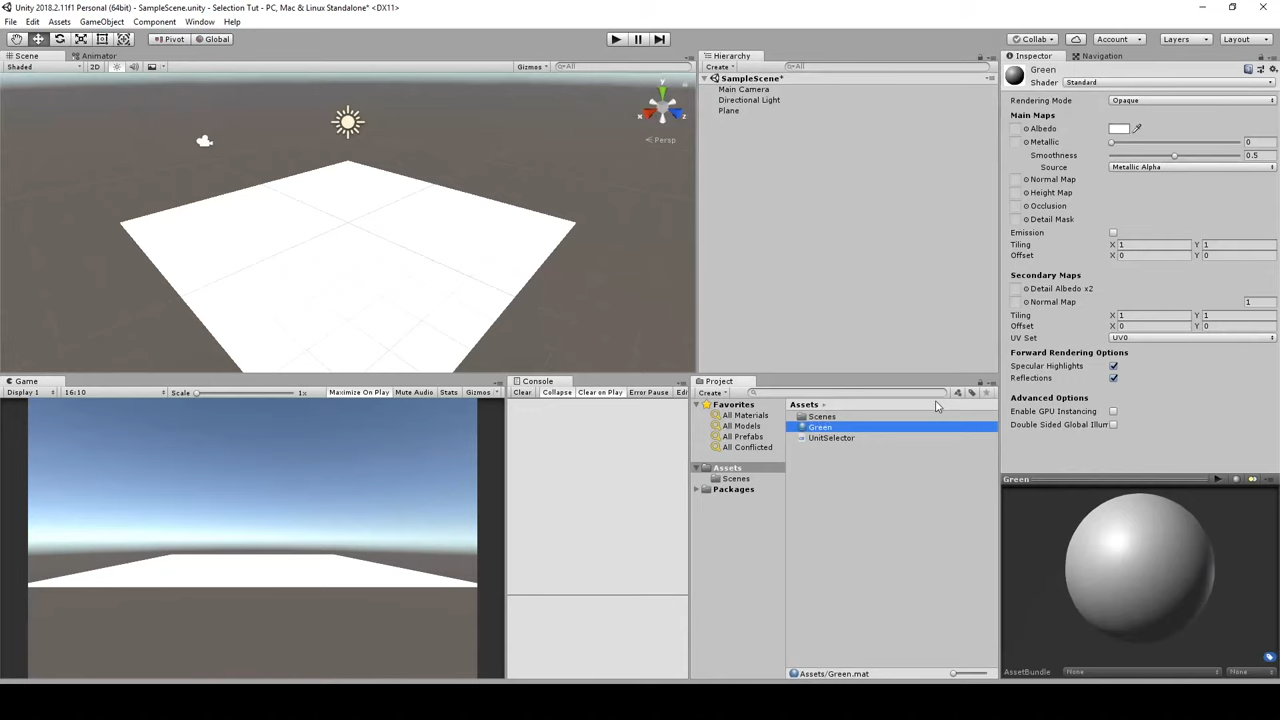 Unity 2018.2.11f1 Personal (64bit) - SampleScene.unity - Selection Tut - PC, Mac & Linux Standalone* <DX11>
File Edit Assets GameObject Component Window Help
Pivot Global Collab Account Layers Layout
Scene Animator
Shaded 2D Gizmos All
y
x z
Persp
Hierarchy
Create All
SampleScene*
Main Camera
Directional Light
Plane
Game
Display 1 16:10 Scale 1x Maximize On Play Mute Audio Stats Gizmos
Console
Clear Collapse Clear on Play Error Pause Edi
Project
Create
Favorites
All Materials
All Models
All Prefabs
All Conflicted
Assets
Scenes
Packages
Assets
Scenes
Green
UnitSelector
Assets/Green.mat
Inspector Navigation
Green
Shader Standard
Rendering Mode Opaque
Main Maps
Albedo
Metallic 0
Smoothness 0.5
Source Metallic Alpha
Normal Map
Height Map
Occlusion
Detail Mask
Emission
Tiling X 1 Y 1
Offset X 0 Y 0
Secondary Maps
Detail Albedo x2
Normal Map 1
Tiling X 1 Y 1
Offset X 0 Y 0
UV Set UV0
Forward Rendering Options
Specular Highlights
Reflections
Advanced Options
Enable GPU Instancing
Double Sided Global Illum
Green
AssetBundle None None